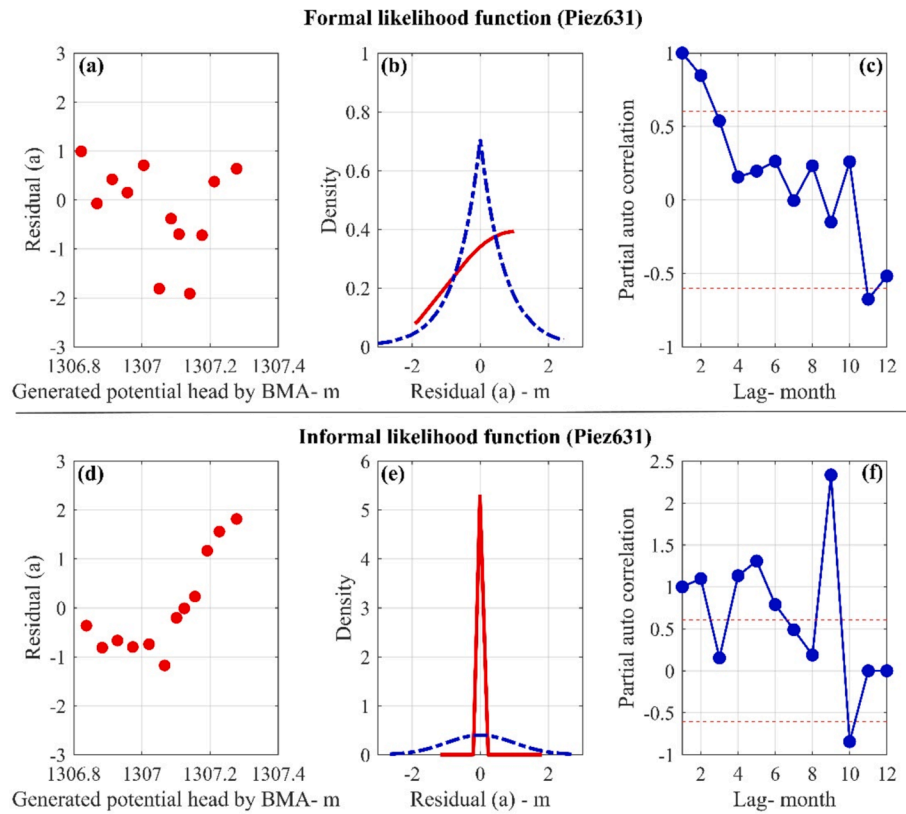 Formal likelihood function (Piez631)
(a)
3
2
1
0
-1
-2
-3
Residual (a)
1306.8 1307 1307.2 1307.4
Generated potential head by BMA- m
(b)
1
0.8
0.6
0.4
0.2
0
Density
-2 0 2
Residual (a) - m
(c)
1
0.5
0
-0.5
-1
Partial auto correlation
2 4 6 8 10 12
Lag- month
Informal likelihood function (Piez631)
(d)
3
2
1
0
-1
-2
-3
Residual (a)
1306.8 1307 1307.2 1307.4
Generated potential head by BMA- m
(e)
6
5
4
3
2
1
0
Density
-2 0 2
Residual (a) - m
(f)
2.5
2
1.5
1
0.5
0
-0.5
-1
Partial auto correlation
2 4 6 8 10 12
Lag- month